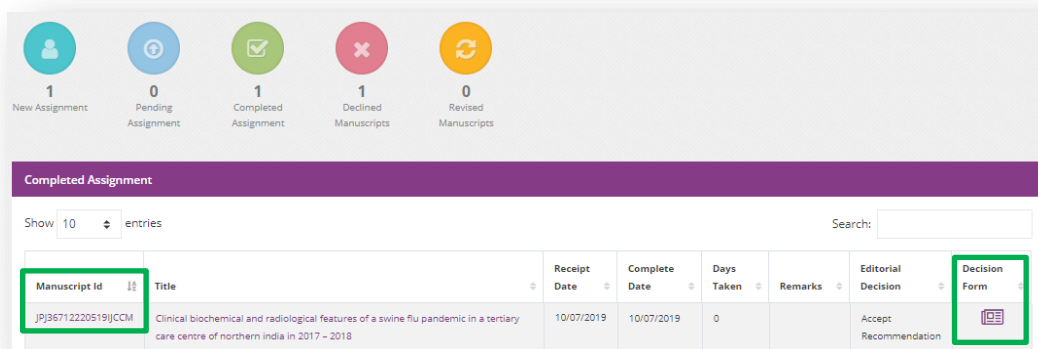 1
New Assignment
0
Pending
Assignment
1
Completed
Assignment
1
Declined
Manuscripts
0
Revised
Manuscripts
Completed Assignment
Show 10 entries
Search:
Manuscript Id
Title
Receipt
Date
Complete
Date
Days
Taken
Remarks
Editorial
Decision
Decision
Form
JPJ36712220519IJCCM
Clinical biochemical and radiological features of a swine flu pandemic in a tertiary
care centre of northern india in 2017 – 2018
10/07/2019
10/07/2019
0
Accept
Recommendation